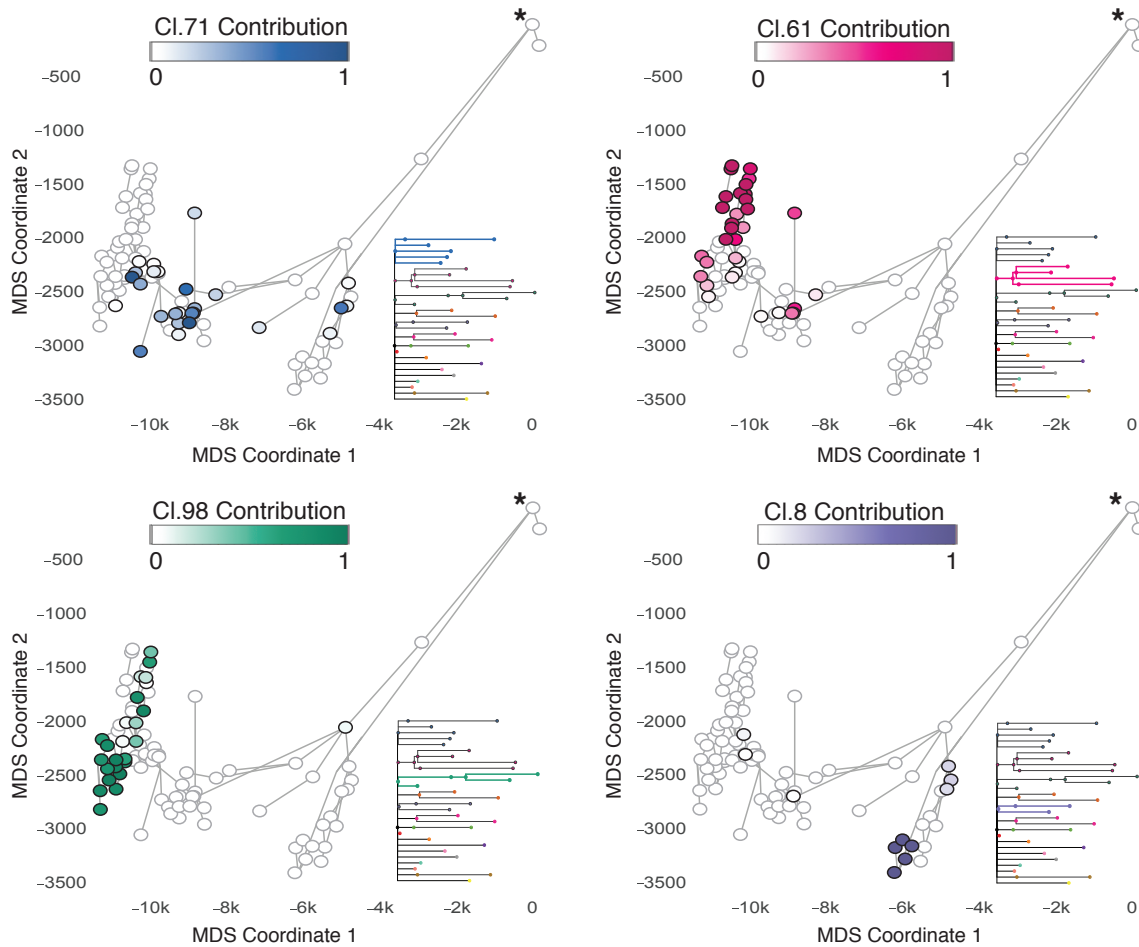 Cl.71 Contribution
0 1
*
MDS Coordinate 2
−500
−1000
−1500
−2000
−2500
−3000
−3500
−10k −8k −6k −4k −2k 0
MDS Coordinate 1
Cl.61 Contribution
0 1
*
MDS Coordinate 2
−500
−1000
−1500
−2000
−2500
−3000
−3500
−10k −8k −6k −4k −2k 0
MDS Coordinate 1
Cl.98 Contribution
0 1
*
MDS Coordinate 2
−500
−1000
−1500
−2000
−2500
−3000
−3500
−10k −8k −6k −4k −2k 0
MDS Coordinate 1
Cl.8 Contribution
0 1
*
MDS Coordinate 2
−500
−1000
−1500
−2000
−2500
−3000
−3500
−10k −8k −6k −4k −2k 0
MDS Coordinate 1